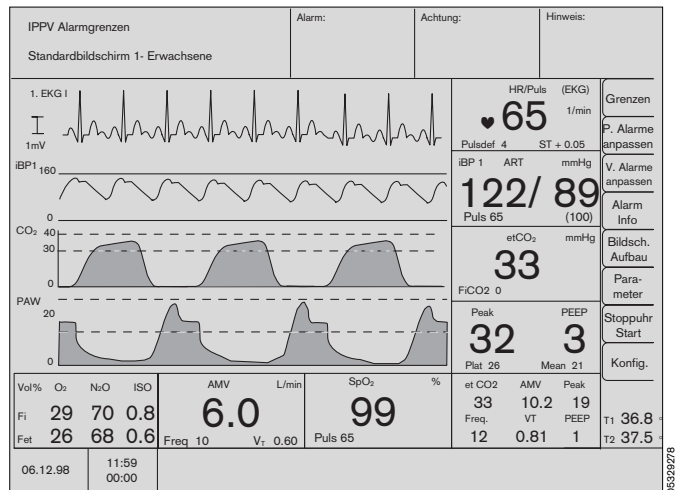 IPPV Alarmgrenzen
Standardbildschirm 1- Erwachsene
Alarm:
Achtung:
Hinweis:
1. EKG I
1mV
HR/Puls (EKG)
65 1/min
Pulsdef 4 ST + 0.05
iBP1
160
0
iBP 1 ART mmHg
122/ 89
Puls 65 (100)
CO₂
40
30
0
etCO₂ mmHg
33
FiCO2 0
PAW
20
0
Peak PEEP
32 3
Plat 26 Mean 21
Grenzen
P. Alarme
anpassen
V. Alarme
anpassen
Alarm
Info
Bildsch.
Aufbau
Para-
meter
Stoppuhr
Start
Konfig.
Vol% O₂ N₂O ISO
Fi 29 70 0.8
Fet 26 68 0.6
AMV L/min
6.0
Freq 10 VT 0.60
SpO₂ %
99
Puls 65
et CO2 AMV Peak
33 10.2 19
Freq. VT PEEP
12 0.81 1
T1 36.8 °
T2 37.5 °
06.12.98
11:59
00:00
05329278